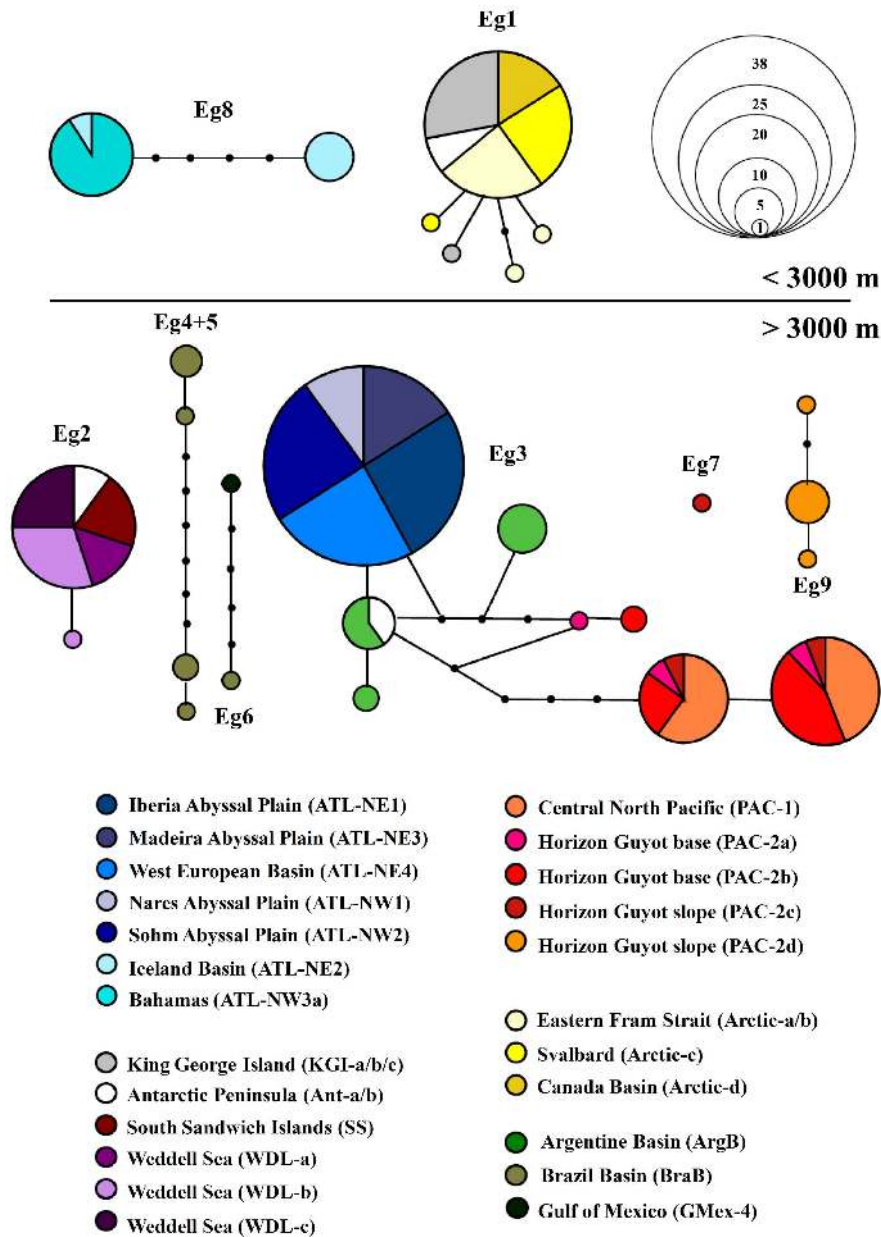 Eg1
Eg8
38
25
20
10
5
1
< 3000 m
> 3000 m
Eg4+5
Eg2
Eg3
Eg7
Eg9
Eg6
Iberia Abyssal Plain (ATL-NE1)
Madeira Abyssal Plain (ATL-NE3)
West European Basin (ATL-NE4)
Nares Abyssal Plain (ATL-NW1)
Sohm Abyssal Plain (ATL-NW2)
Iceland Basin (ATL-NE2)
Bahamas (ATL-NW3a)
King George Island (KGI-a/b/c)
Antarctic Peninsula (Ant-a/b)
South Sandwich Islands (SS)
Weddell Sea (WDL-a)
Weddell Sea (WDL-b)
Weddell Sea (WDL-c)
Central North Pacific (PAC-1)
Horizon Guyot base (PAC-2a)
Horizon Guyot base (PAC-2b)
Horizon Guyot slope (PAC-2c)
Horizon Guyot slope (PAC-2d)
Eastern Fram Strait (Arctic-a/b)
Svalbard (Arctic-c)
Canada Basin (Arctic-d)
Argentine Basin (ArgB)
Brazil Basin (BraB)
Gulf of Mexico (GMex-4)